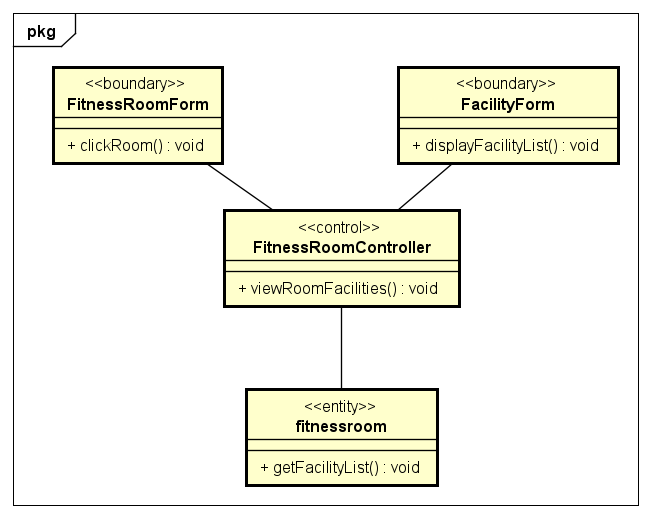 pkg
<<boundary>>
FitnessRoomForm
+ clickRoom() : void
<<boundary>>
FacilityForm
+ displayFacilityList() : void
<<control>>
FitnessRoomController
+ viewRoomFacilities() : void
<<entity>>
fitnessroom
+ getFacilityList() : void